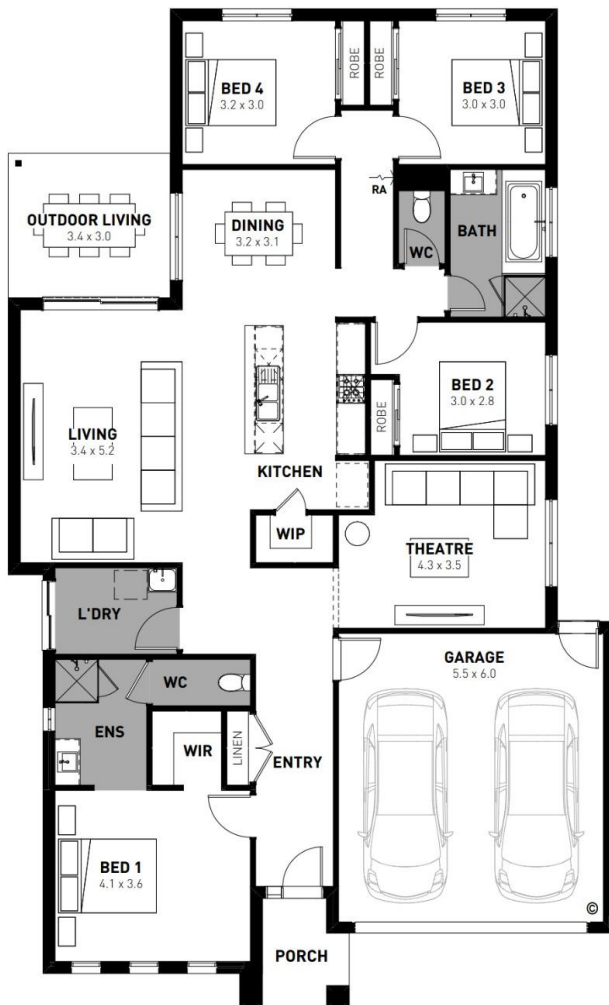 BED 4
3.2 x 3.0
ROBE
ROBE
BED 3
3.0 x 3.0
RA
OUTDOOR LIVING
3.4 x 3.0
DINING
3.2 x 3.1
WC
BATH
BED 2
3.0 x 2.8
ROBE
LIVING
3.4 x 5.2
KITCHEN
WIP
THEATRE
4.3 x 3.5
L'DRY
GARAGE
5.5 x 6.0
WC
ENS
WIR
LINEN
ENTRY
BED 1
4.1 x 3.6
©
PORCH